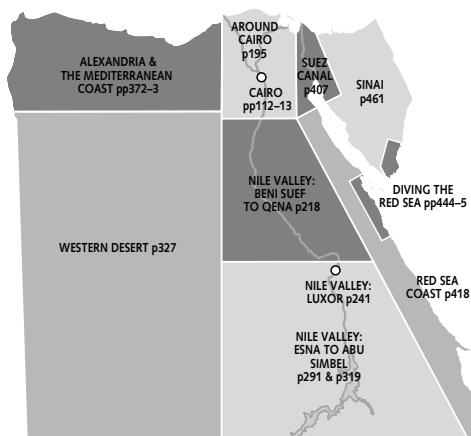 AROUND
CAIRO
p195
ALEXANDRIA &
THE MEDITERRANEAN
COAST pp372–3
SUEZ
CANAL
p407
CAIRO
pp112–13
SINAI
p461
NILE VALLEY:
BENI SUEF
TO QENA p218
DIVING THE
RED SEA pp444–5
WESTERN DESERT p327
RED SEA
COAST p418
NILE VALLEY:
LUXOR p241
NILE VALLEY:
ESNA TO ABU
SIMBEL
p291 & p319